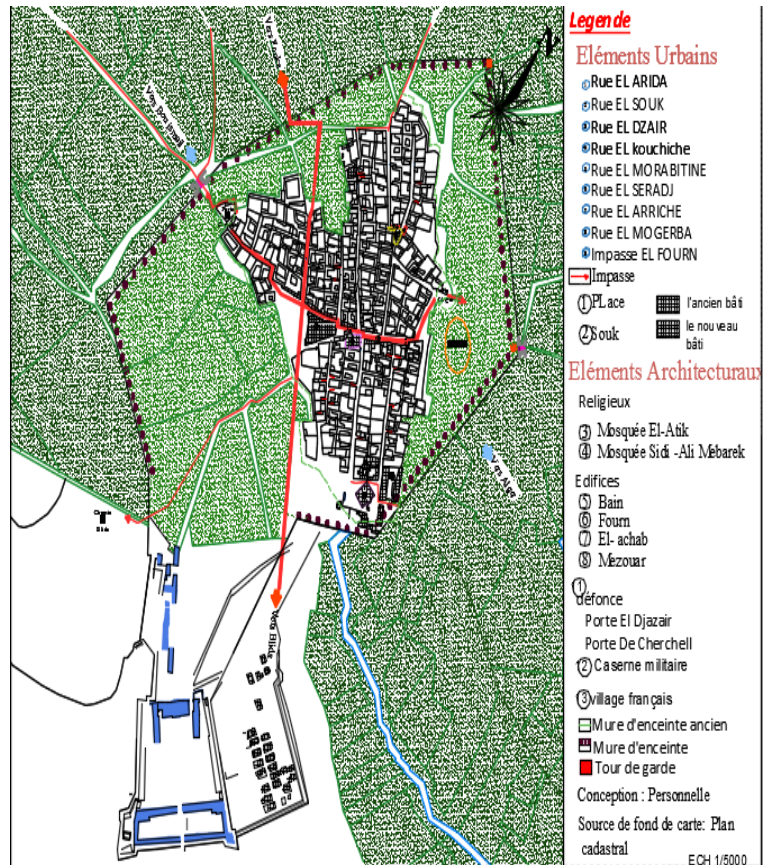 Legende
Eléments Urbains
Rue EL ARIDA
Rue EL SOUK
Rue EL DZAIR
Rue EL kouchiche
Rue EL MORABITINE
Rue EL SERADJ
Rue EL ARRICHE
Rue EL MOGERBA
Impasse EL FOURN
Impasse
1 PLace
l'ancien bâti
2 Souk
le nouveau
bâti
Eléments Architecturaux
Religieux
3 Mosquée El-Atik
4 Mosquée Sidi -Ali Mebarek
Edifices
5 Bain
6 Fourn
7 El- achab
8 Mezouar
défonce
Porte El Djazair
Porte De Cherchell
12 Caserne militaire
13 village français
Mure d'enceinte ancien
Mure d'enceinte
Tour de garde
Conception : Personnelle
Source de fond de carte: Plan
cadastral
ECH 1/5000
Vers Bou ismail
Vers Alger
Vers Blida